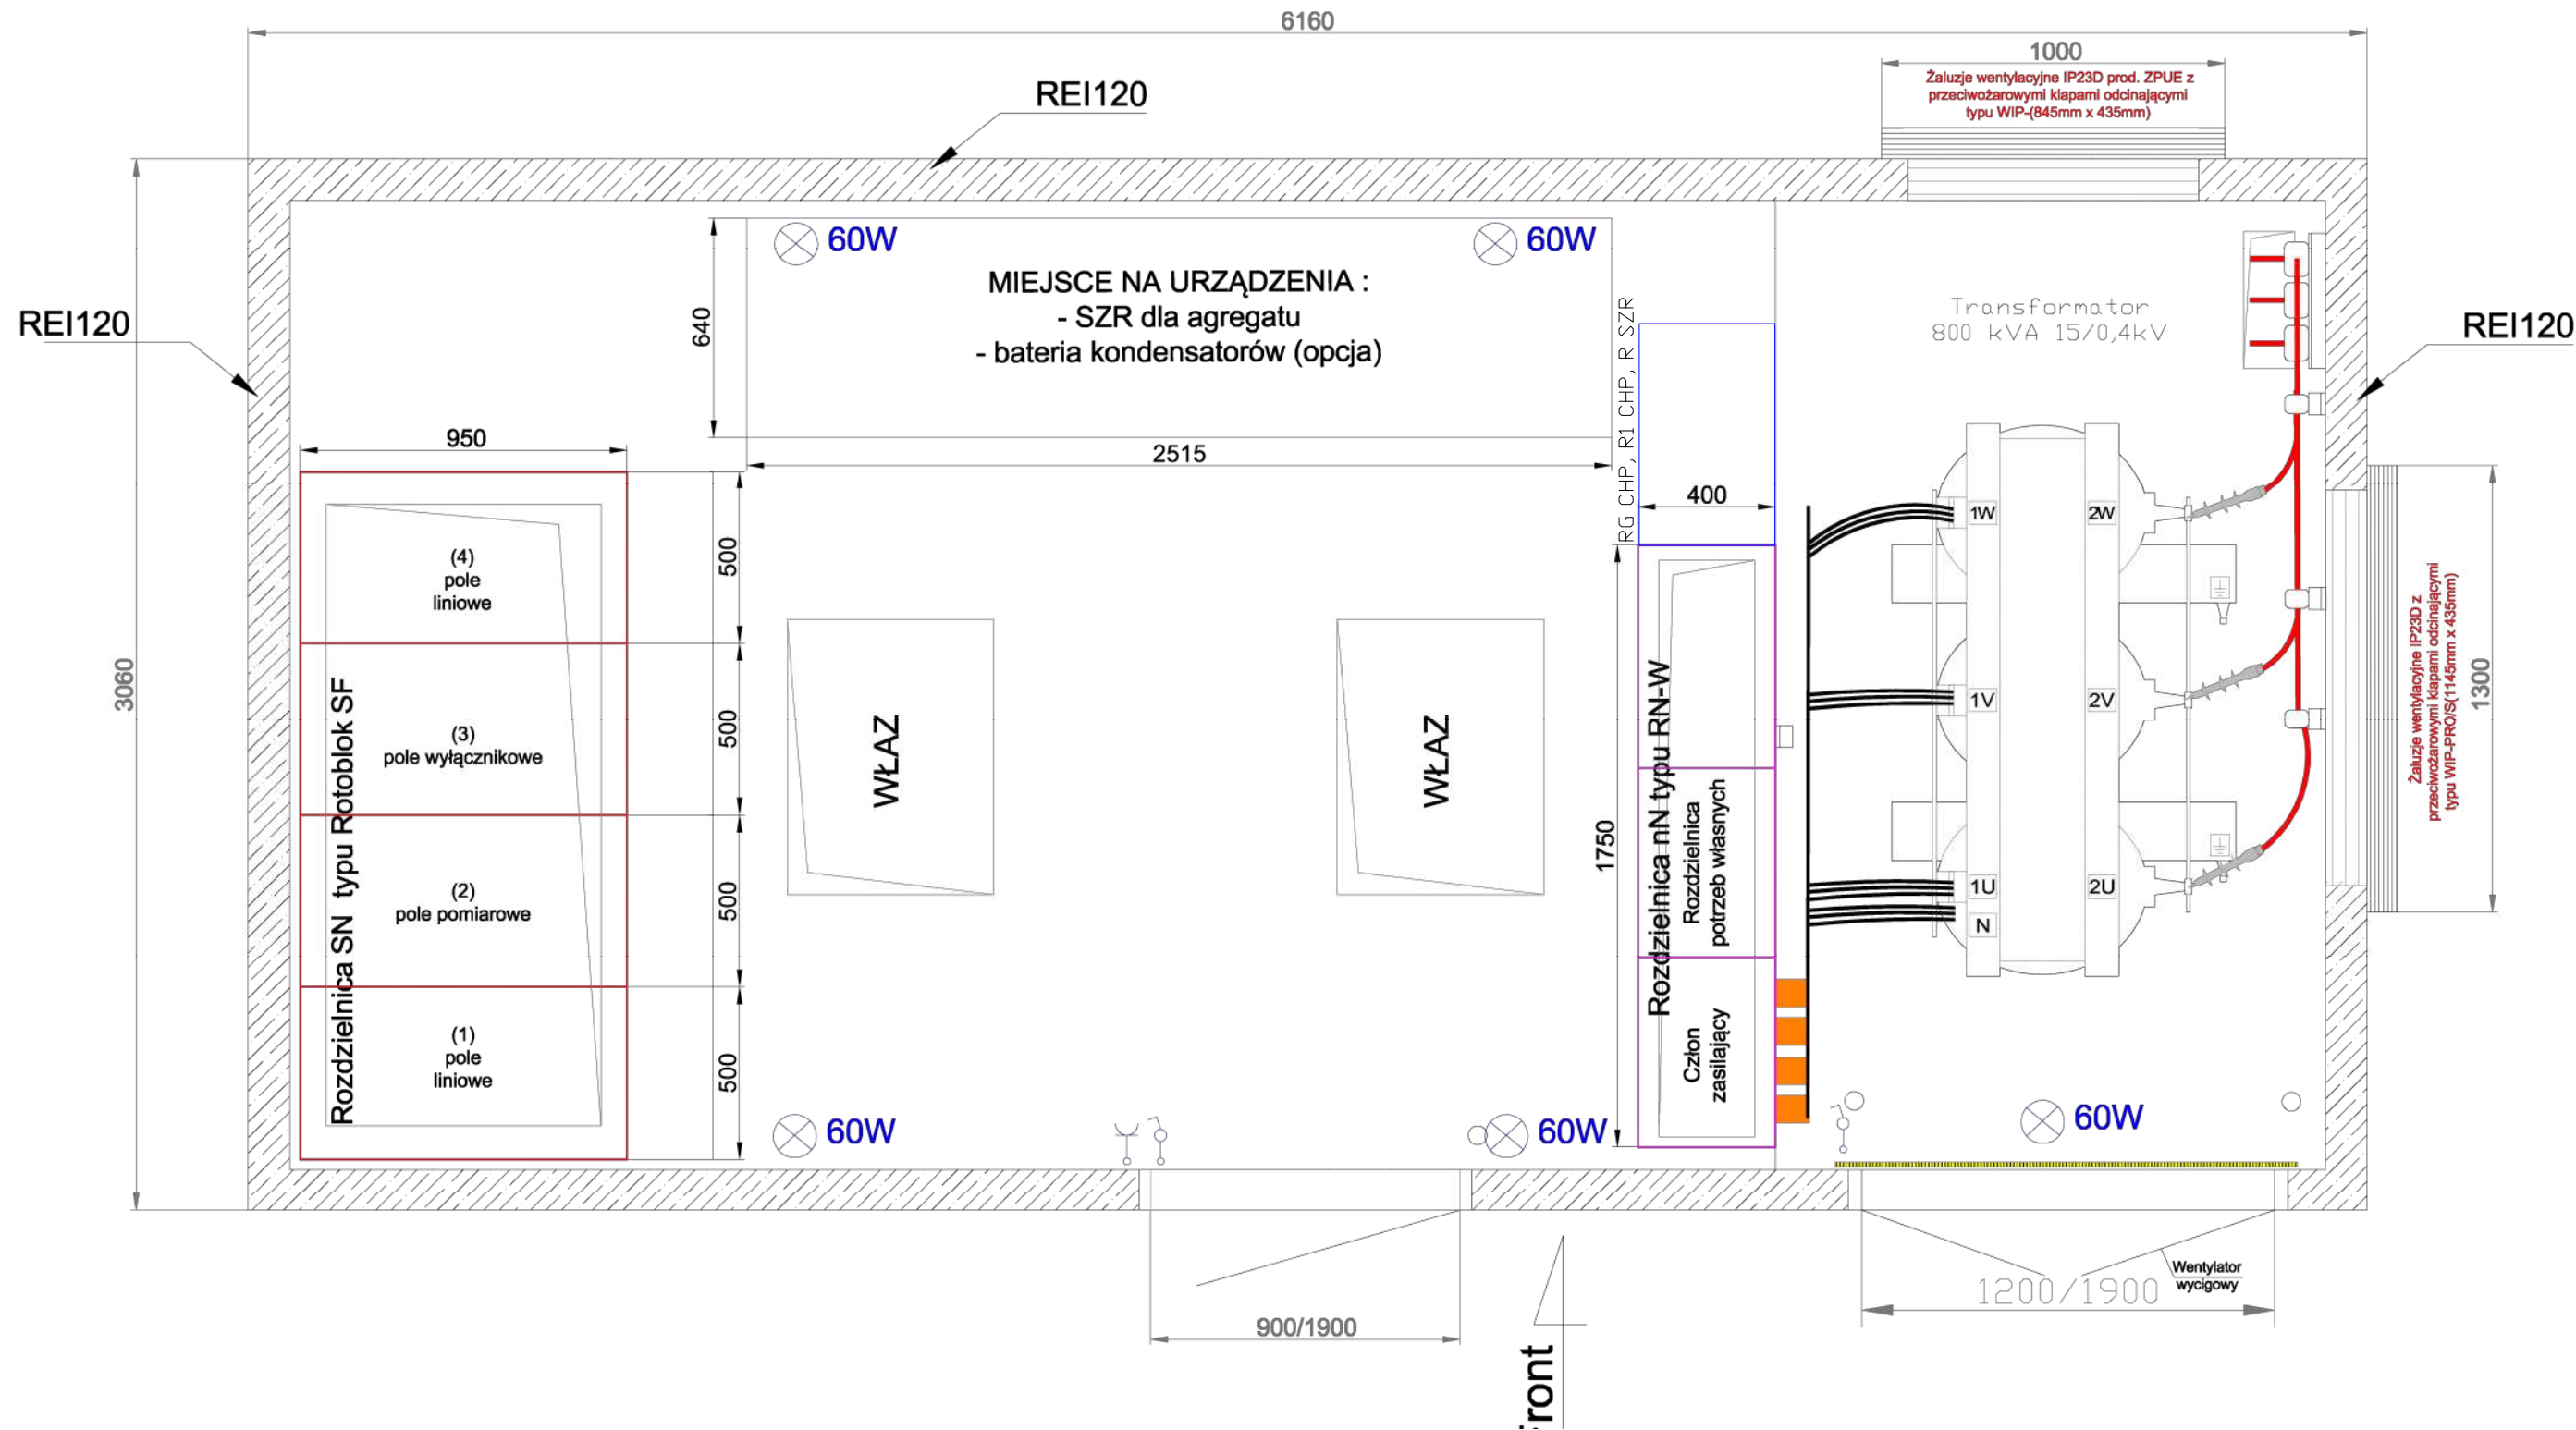 6160
1000
Żaluzje wentylacyjne IP23D prod. ZPUE z
przeciwożarowymi klapami odcinającymi
typu WIP-(845mm x 435mm)
REI120
REI120
REI120
60W
60W
MIEJSCE NA URZĄDZENIA :
- SZR dla agregatu
- bateria kondensatorów (opcja)
640
2515
RG CHP, R1 CHP, R SZR
Transformator
800 kVA 15/0,4kV
950
400
3060
Rozdzielnica SN typu Rotoblok SF
(4)
pole
liniowe
(3)
pole wyłącznikowe
(2)
pole pomiarowe
(1)
pole
liniowe
500
500
500
500
WŁAZ
WŁAZ
1750
Rozdzielnica nN typu RN-W
Rozdzielnica
potrzeb własnych
Człon
zasilający
1W
2W
1V
2V
1U
2U
N
Żaluzje wentylacyjne IP23D z
przeciwożarowymi klapami odcinającymi
typu WIP-PRO/S(1145mm x 435mm)
1300
60W
60W
60W
900/1900
1200/1900
Wentylator
wycigowy
Front